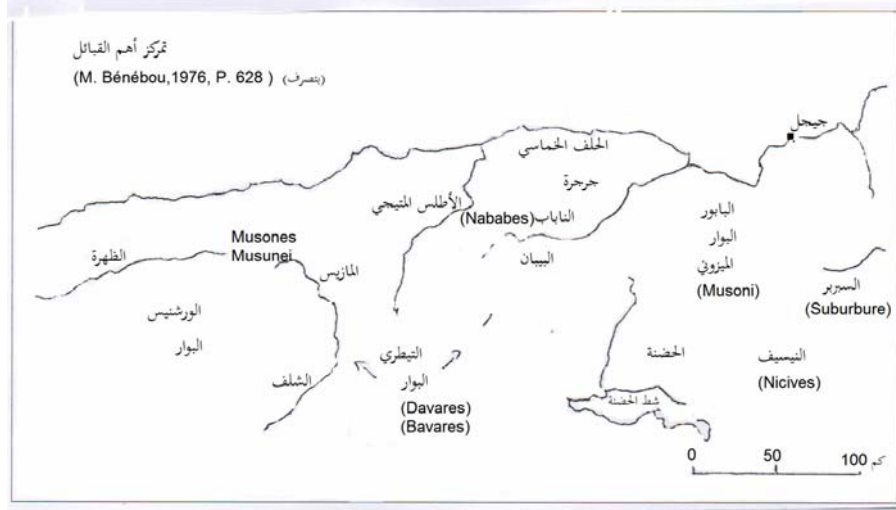 تمركز أهم القبائل
(M. Bénébou,1976, P. 628 ) (بتصرف)
جيجل
الحلف الخماسي
جرجرة
الأطلس المتيجي
(Nababes) الناباب
البيبان
البابور
البوار
الميزوني
(Musoni)
السبربر
(Suburbure)
Musones
Musunei
الظهرة
المازيس
الورشنيس
البوار
الشلف
التيطري
البوار
(Davares)
(Bavares)
الحضنة
شط الحضنة
النيسيف
(Nicives)
0 50 100 كم